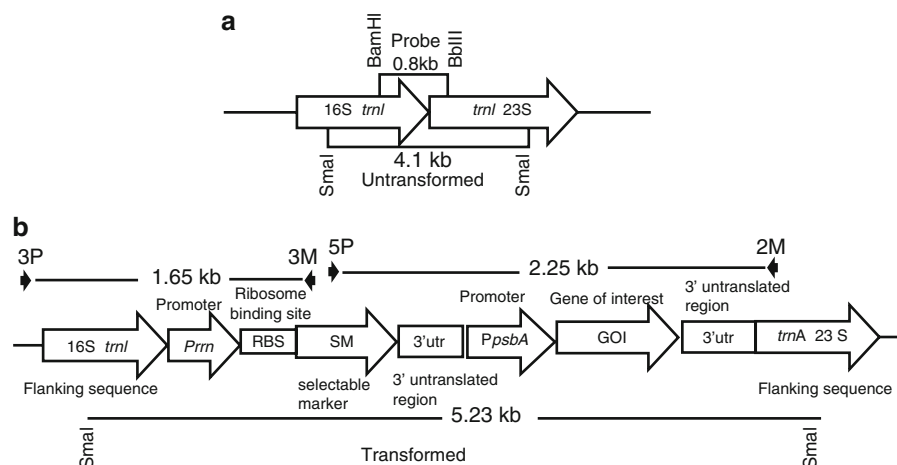 a
BamHI
Probe
0.8kb
BbIII
16S trnI
trnI 23S
SmaI
4.1 kb
Untransformed
SmaI
b
3P
1.65 kb
3M
5P
2.25 kb
2M
Promoter
Ribosome
binding site
Promoter
Gene of interest
3' untranslated
region
16S trnI
Prrn
RBS
SM
3'utr
PpsbA
GOI
3'utr
trnA 23 S
Flanking sequence
selectable
marker
3' untranslated
region
Flanking sequence
SmaI
5.23 kb
SmaI
Transformed